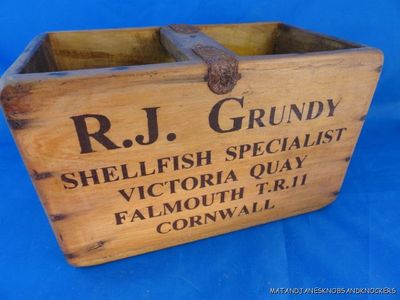 R.J. GRUNDY
SHELLFISH SPECIALIST
VICTORIA QUAY
FALMOUTH T.R.11
CORNWALL
MATANDJANESKNOBSANDKNOCKERS